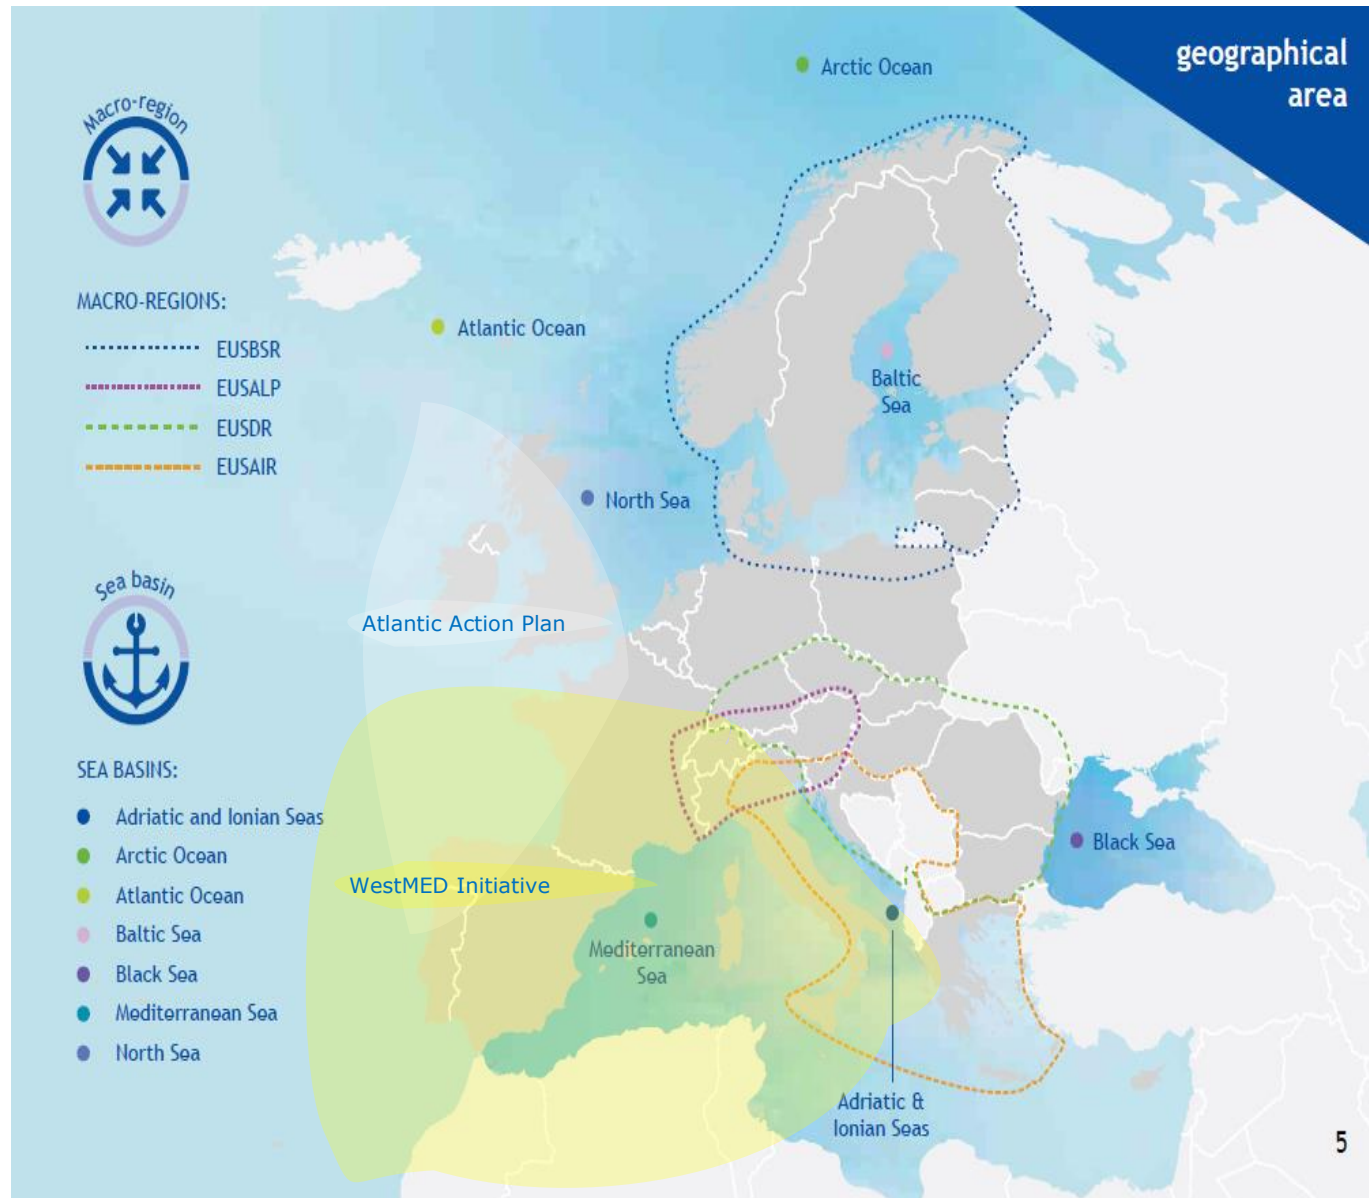 geographical
area
Arctic Ocean
Macro-region
MACRO-REGIONS:
EUSBSR
EUSALP
EUSDR
EUSAIR
Atlantic Ocean
Baltic
Sea
North Sea
Sea basin
Atlantic Action Plan
SEA BASINS:
Adriatic and Ionian Seas
Arctic Ocean
Atlantic Ocean
Baltic Sea
Black Sea
Mediterranean Sea
North Sea
Black Sea
WestMED Initiative
Mediterranean
Sea
Adriatic &
Ionian Seas
5